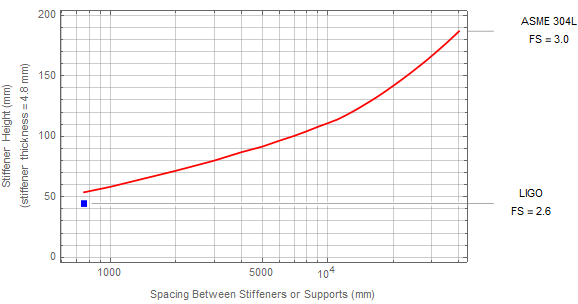 200
150
100
50
0
Stiffener Height (mm)
(stiffener thickness = 4.8 mm)
1000
5000
10⁴
Spacing Between Stiffeners or Supports (mm)
ASME 304L
FS = 3.0
LIGO
FS = 2.6